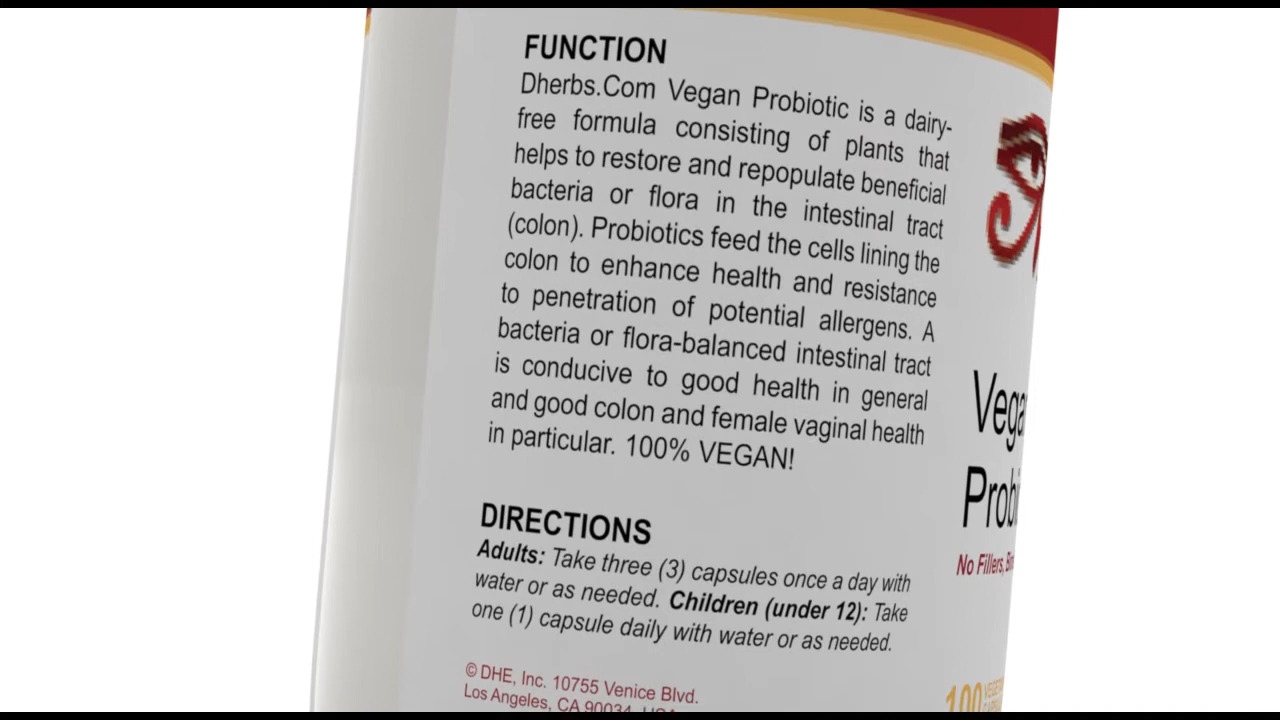 FUNCTION
Dherbs.Com Vegan Probiotic is a dairy-
free formula consisting of plants that
helps to restore and repopulate beneficial
bacteria or flora in the intestinal tract
(colon). Probiotics feed the cells lining the
colon to enhance health and resistance
to penetration of potential allergens. A
bacteria or flora-balanced intestinal tract
is conducive to good health in general
and good colon and female vaginal health
in particular. 100% VEGAN!
DIRECTIONS
Adults: Take three (3) capsules once a day with
water or as needed. Children (under 12): Take
one (1) capsule daily with water or as needed.
© DHE, Inc. 10755 Venice Blvd.
Los Angeles, CA 90034
Vega
Prob
No Fillers,
100